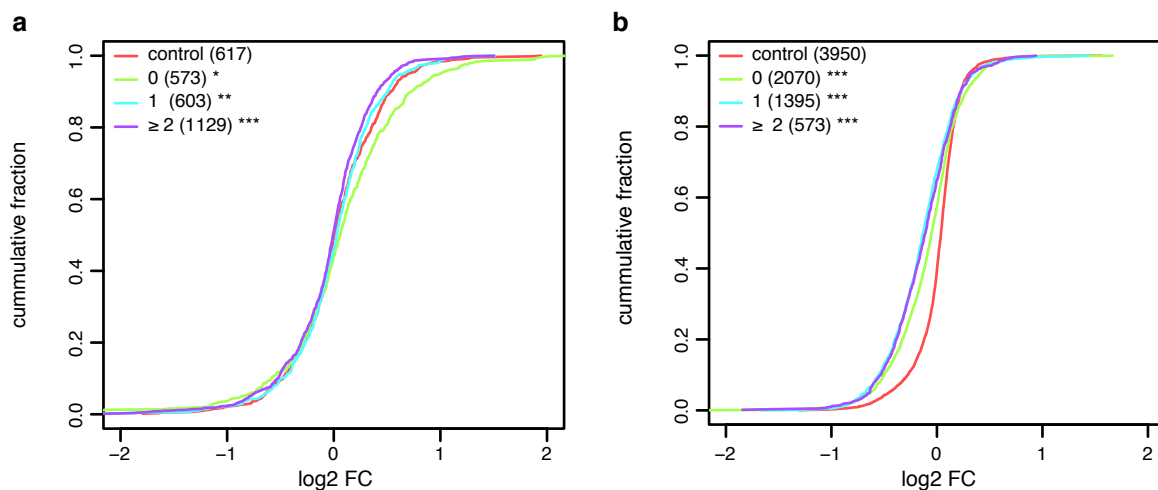 a
control (617)
0 (573) *
1 (603) **
≥ 2 (1129) ***
cummulative fraction
0.0 0.2 0.4 0.6 0.8 1.0
−2 −1 0 1 2
log2 FC
b
control (3950)
0 (2070) ***
1 (1395) ***
≥ 2 (573) ***
cummulative fraction
0.0 0.2 0.4 0.6 0.8 1.0
−2 −1 0 1 2
log2 FC